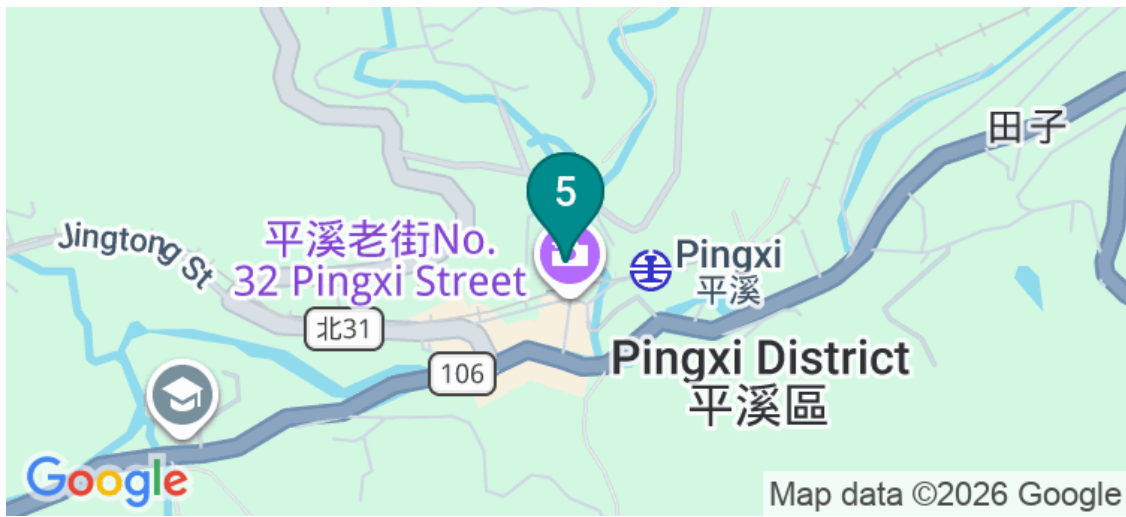 田子
5
Jingtong St
平溪老街No.
32 Pingxi Street
Pingxi
平溪
北31
106
Pingxi District
平溪區
Google
Map data ©2026 Google